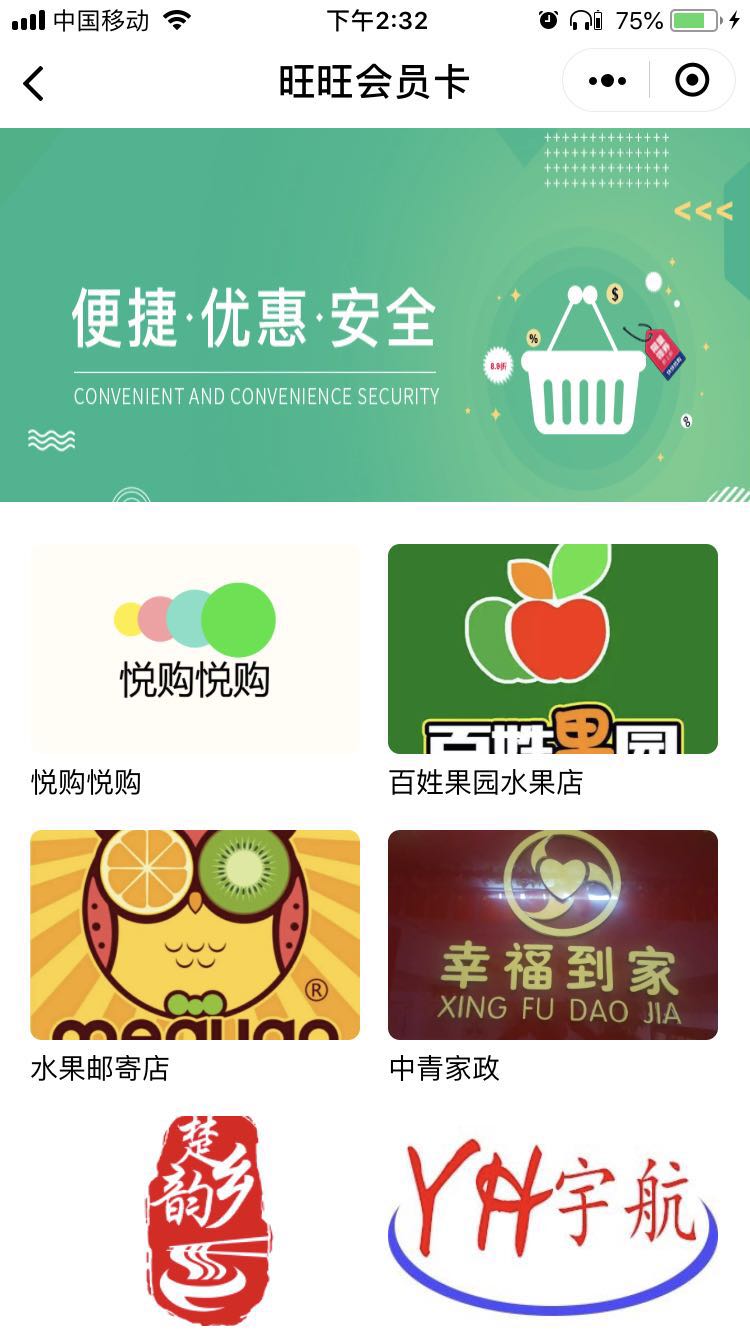 中国移动
下午2:32
75%
旺旺会员卡
<<<
便捷·优惠·安全
CONVENIENT AND CONVENIENCE SECURITY
$
%
8.8折
悦购悦购
百姓果园
悦购悦购
百姓果园水果店
®
meguo
幸福到家
XING FU DAO JIA
水果邮寄店
中青家政
楚乡韵
YH宇航